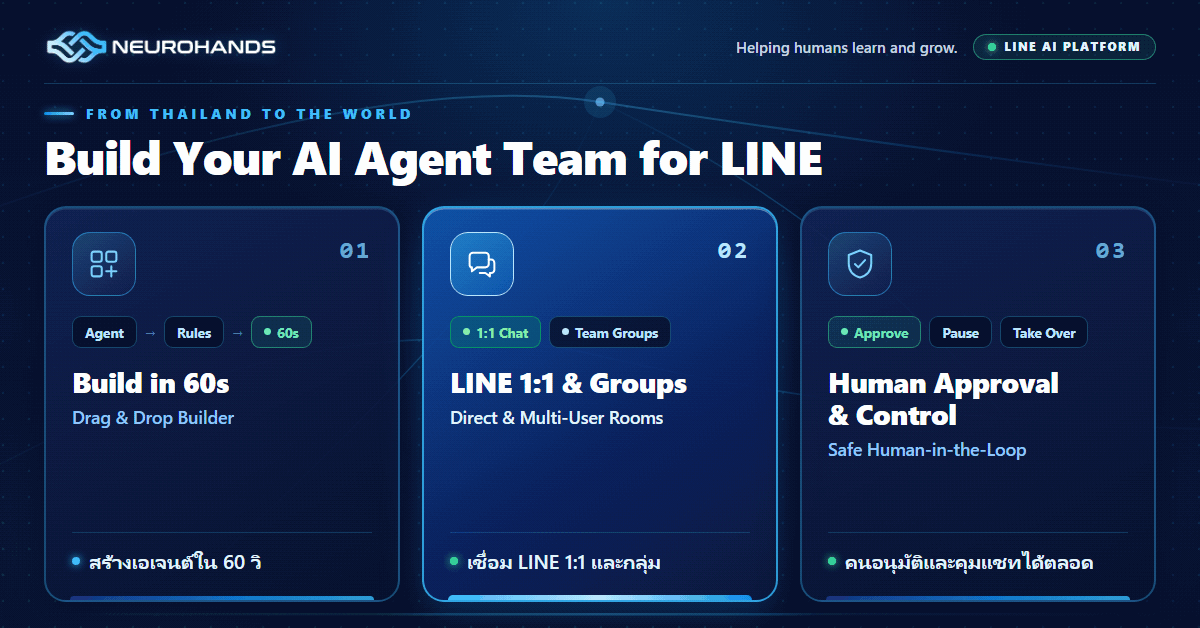 NEUROHANDS
Helping humans learn and grow.
LINE AI PLATFORM
FROM THAILAND TO THE WORLD
Build Your AI Agent Team for LINE
01
Agent → Rules → 60s
Build in 60s
Drag & Drop Builder
สร้างเอเจนต์ใน 60 วิ
02
1:1 Chat Team Groups
LINE 1:1 & Groups
Direct & Multi-User Rooms
เชื่อม LINE 1:1 และกลุ่ม
03
Approve Pause Take Over
Human Approval
& Control
Safe Human-in-the-Loop
คนอนุมัติและคุมแชทได้ตลอด